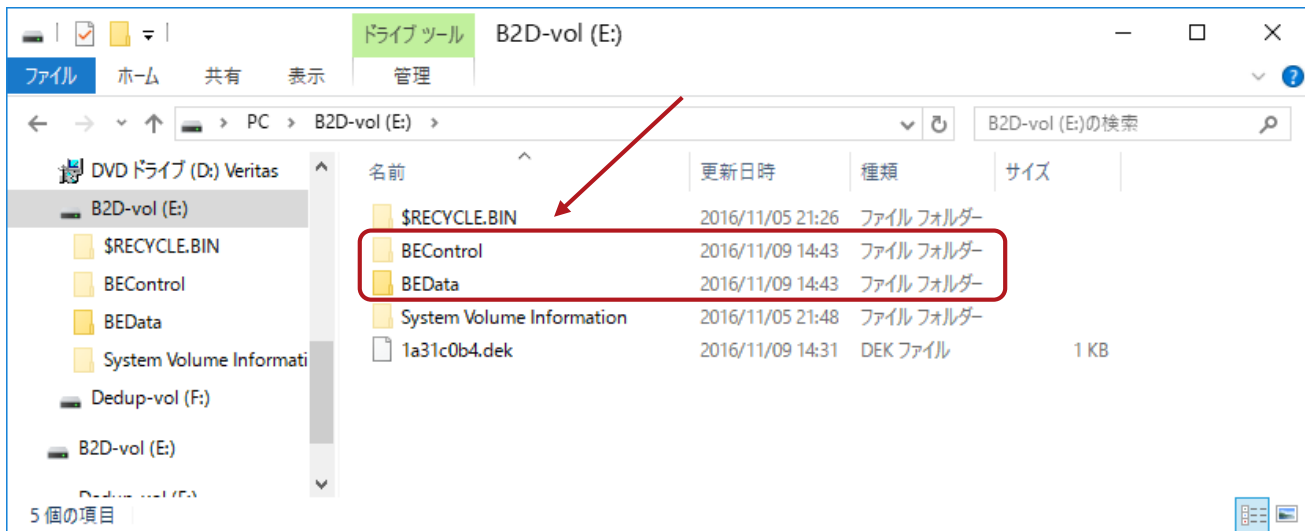 ドライブ ツール B2D-vol (E:)
ファイル ホーム 共有 表示 管理
PC B2D-vol (E:) B2D-vol (E:)の検索
DVD ドライブ (D:) Veritas
B2D-vol (E:)
$RECYCLE.BIN
BEControl
BEData
System Volume Informati
Dedup-vol (F:)
B2D-vol (E:)
名前 更新日時 種類 サイズ
$RECYCLE.BIN 2016/11/05 21:26 ファイル フォルダー
BEControl 2016/11/09 14:43 ファイル フォルダー
BEData 2016/11/09 14:43 ファイル フォルダー
System Volume Information 2016/11/05 21:48 ファイル フォルダー
1a31c0b4.dek 2016/11/09 14:31 DEK ファイル 1 KB
5 個の項目